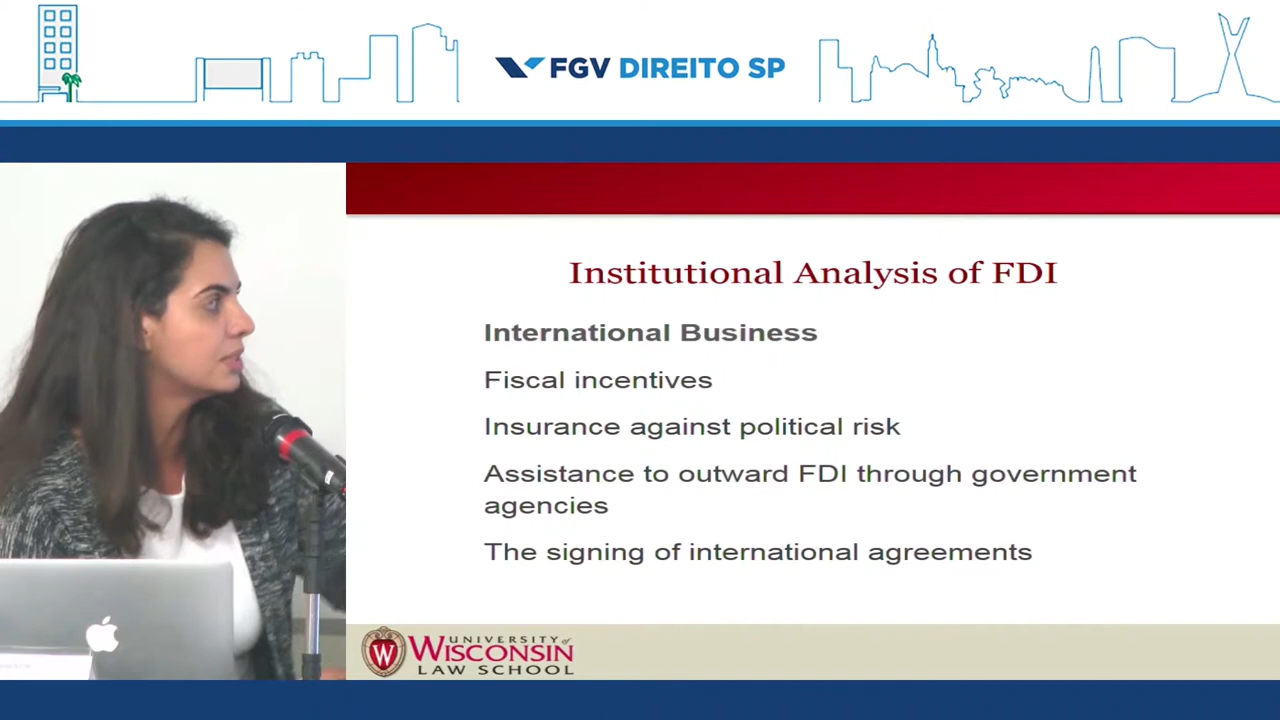 FGV DIREITO SP
Institutional Analysis of FDI
International Business
Fiscal incentives
Insurance against political risk
Assistance to outward FDI through government
agencies
The signing of international agreements
W
UNIVERSITY of
WISCONSIN
LAW SCHOOL